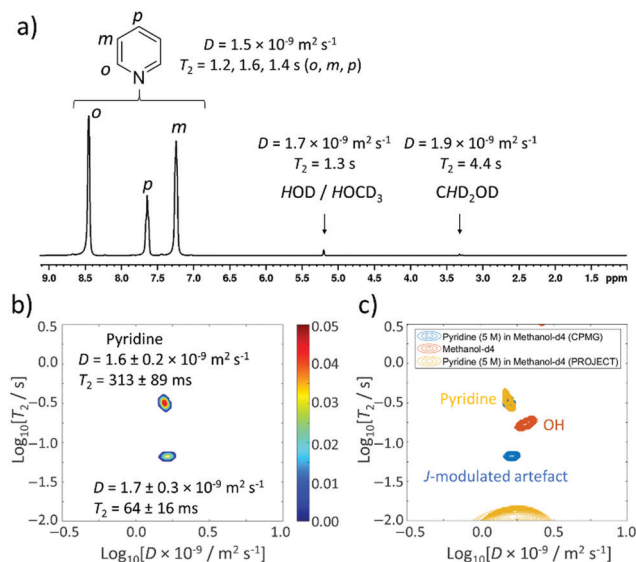 a)
p
m
o
N
D = 1.5 × 10⁻⁹ m² s⁻¹
T₂ = 1.2, 1.6, 1.4 s (o, m, p)
o
m
p
D = 1.7 × 10⁻⁹ m² s⁻¹
T₂ = 1.3 s
HOD / HOCD₃
D = 1.9 × 10⁻⁹ m² s⁻¹
T₂ = 4.4 s
CHD₂OD
9.0 8.5 8.0 7.5 7.0 6.5 6.0 5.5 5.0 4.5 4.0 3.5 3.0 2.5 2.0 1.5 ppm
b)
Log₁₀[T₂ / s]
0.5
0.0
−0.5
−1.0
−1.5
−2.0
Pyridine
D = 1.6 ± 0.2 × 10⁻⁹ m² s⁻¹
T₂ = 313 ± 89 ms
D = 1.7 ± 0.3 × 10⁻⁹ m² s⁻¹
T₂ = 64 ± 16 ms
−0.5 0.0 0.5 1.0
Log₁₀[D × 10⁻⁹ / m² s⁻¹]
0.05
0.04
0.03
0.02
0.01
0.00
c)
Log₁₀[T₂ / s]
0.5
0.0
−0.5
−1.0
−1.5
−2.0
Pyridine (5 M) in Methanol-d4 (CPMG)
Methanol-d4
Pyridine (5 M) in Methanol-d4 (PROJECT)
Pyridine
OH
J-modulated artefact
−0.5 0.0 0.5 1.0
Log₁₀[D × 10⁻⁹ / m² s⁻¹]